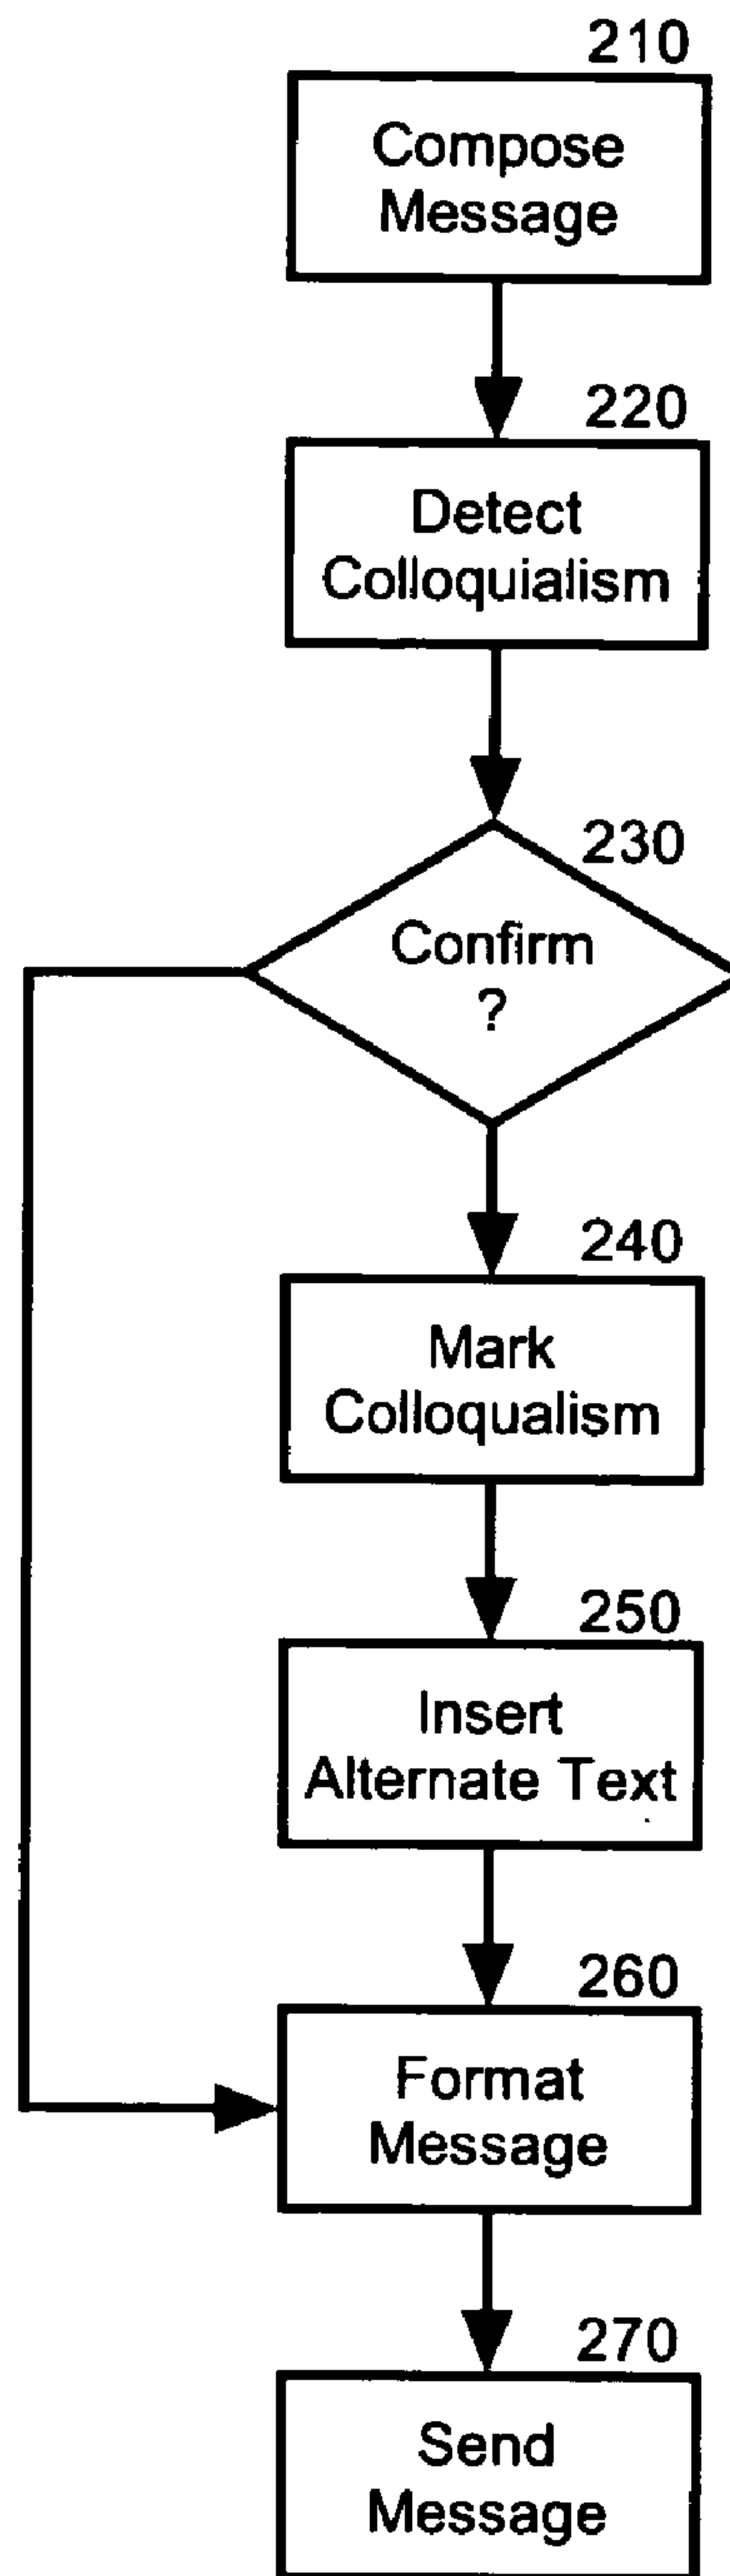 210
Compose
Message
220
Detect
Colloquialism
230
Confirm
?
240
Mark
Colloqualism
250
Insert
Alternate Text
260
Format
Message
270
Send
Message